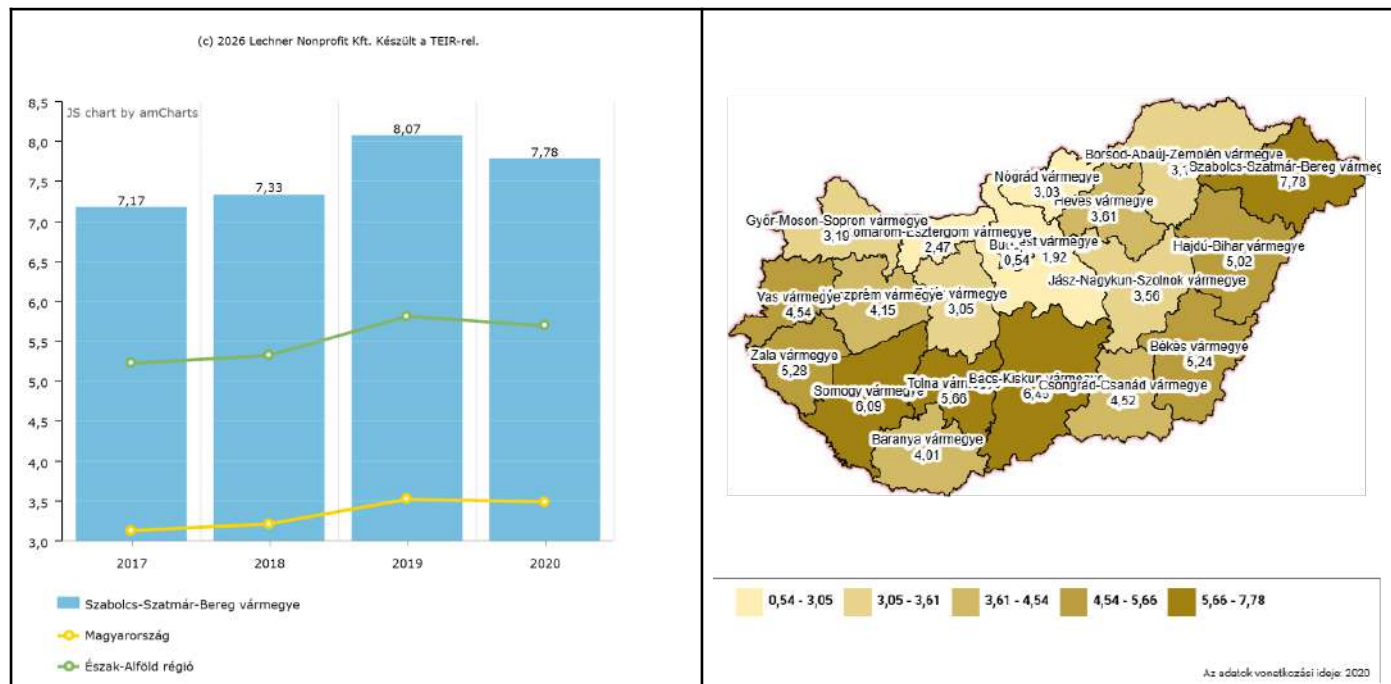 (c) 2026 Lechner Nonprofit Kft. Készült a TEIR-rel.
JS chart by amCharts
8,5
8,0
7,5
7,0
6,5
6,0
5,5
5,0
4,5
4,0
3,5
3,0
7,17
7,33
8,07
7,78
2017
2018
2019
2020
Szabolcs-Szatmár-Bereg vármegye
Magyarország
Észak-Alföld régió
Borsod-Abaúj-Zemplén vármegye
Szabolcs-Szatmár-Bereg
7,78
Nógrád vármegye
3,03
Heves vármegye
3,61
Győr-Moson-Sopron vármegye
3,19
vármegye
2,47
vármegye
0,54
1,92
Hajdú-Bihar vármegye
5,02
Jász-Nagykun-Szolnok vármegye
3,56
Vas vármegye
4,54
vármegye
4,15
vármegye
3,05
Zala vármegye
5,28
Békés vármegye
5,24
Somogy vármegye
6,09
Tolna
5,66
Bács-Kiskun vármegye
Csongrád-Csanád vármegye
4,52
Baranya vármegye
4,01
0,54 - 3,05
3,05 - 3,61
3,61 - 4,54
4,54 - 5,66
5,66 - 7,78
Az adatok vonatkozási ideje: 2020